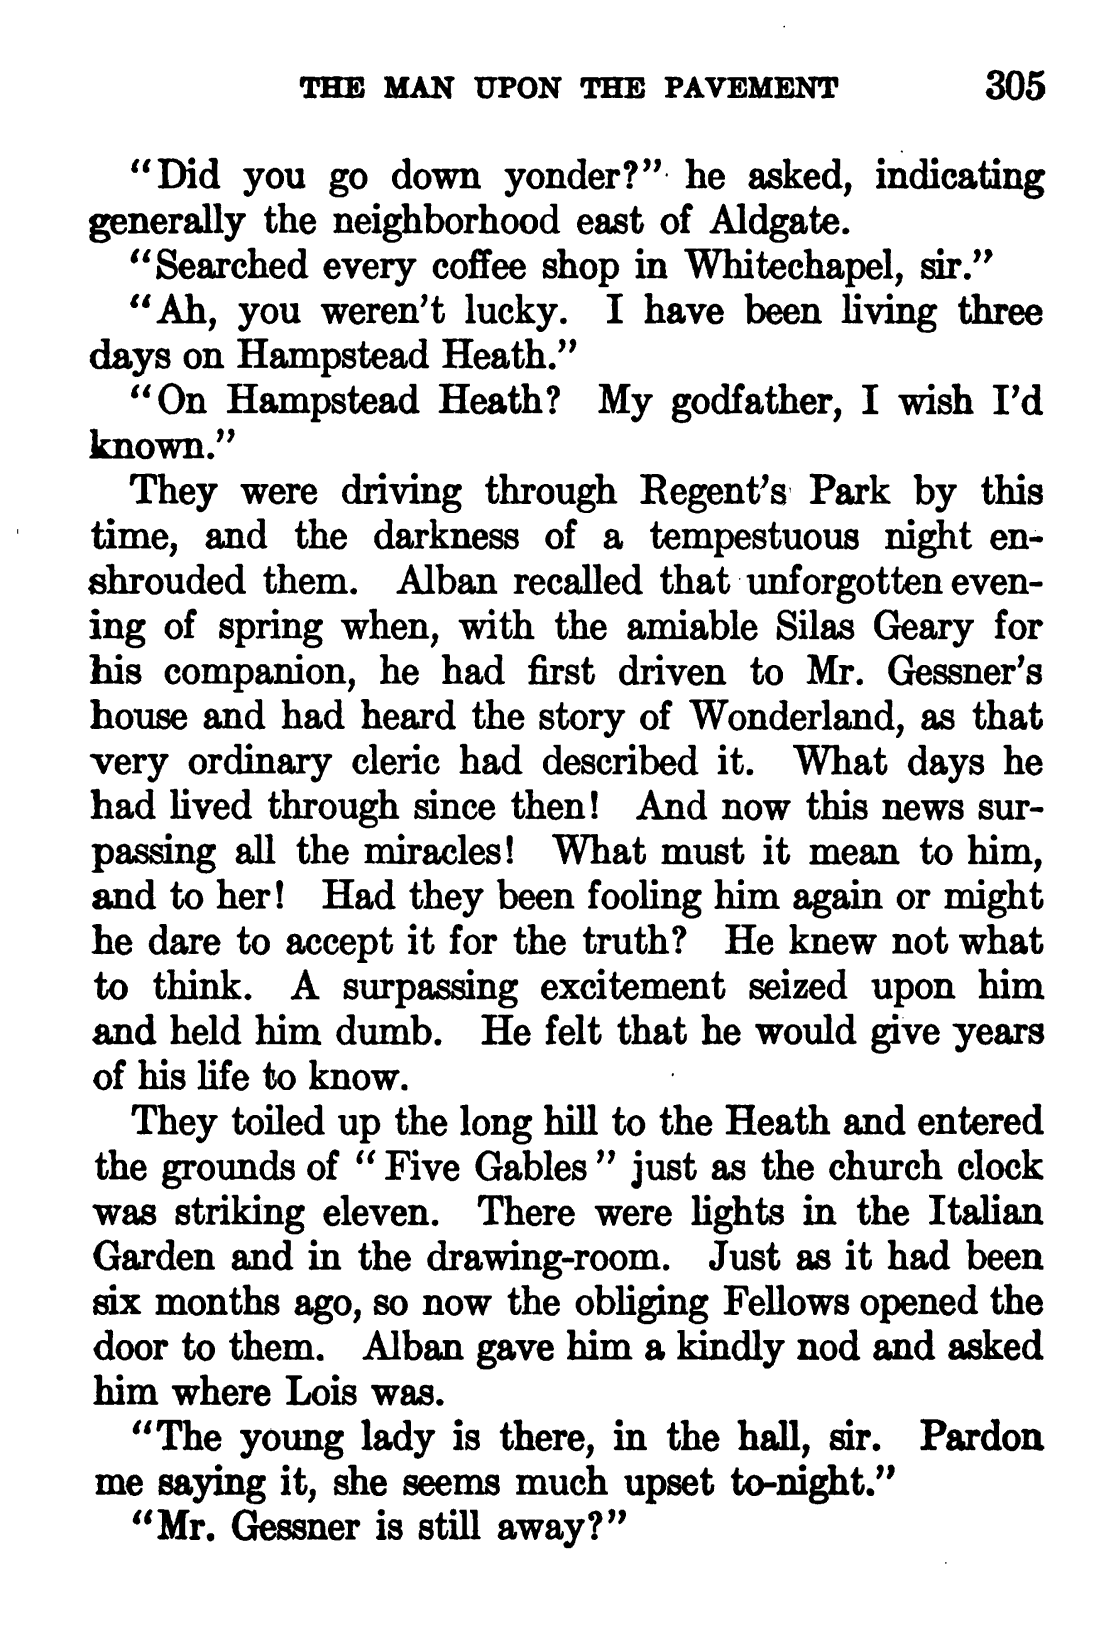 THE MAN UPON THE PAVEMENT 305
"Did you go down yonder?" he asked, indicating
generally the neighborhood east of Aldgate.
"Searched every coffee shop in Whitechapel, sir."
"Ah, you weren't lucky. I have been living three
days on Hampstead Heath."
"On Hampstead Heath? My godfather, I wish I'd
known."
They were driving through Regent's Park by this
time, and the darkness of a tempestuous night en-
shrouded them. Alban recalled that unforgotten even-
ing of spring when, with the amiable Silas Geary for
his companion, he had first driven to Mr. Gessner's
house and had heard the story of Wonderland, as that
very ordinary cleric had described it. What days he
had lived through since then! And now this news sur-
passing all the miracles! What must it mean to him,
and to her! Had they been fooling him again or might
he dare to accept it for the truth? He knew not what
to think. A surpassing excitement seized upon him
and held him dumb. He felt that he would give years
of his life to know.
They toiled up the long hill to the Heath and entered
the grounds of "Five Gables" just as the church clock
was striking eleven. There were lights in the Italian
Garden and in the drawing-room. Just as it had been
six months ago, so now the obliging Fellows opened the
door to them. Alban gave him a kindly nod and asked
him where Lois was.
"The young lady is there, in the hall, sir. Pardon
me saying it, she seems much upset to-night."
"Mr. Gessner is still away?"